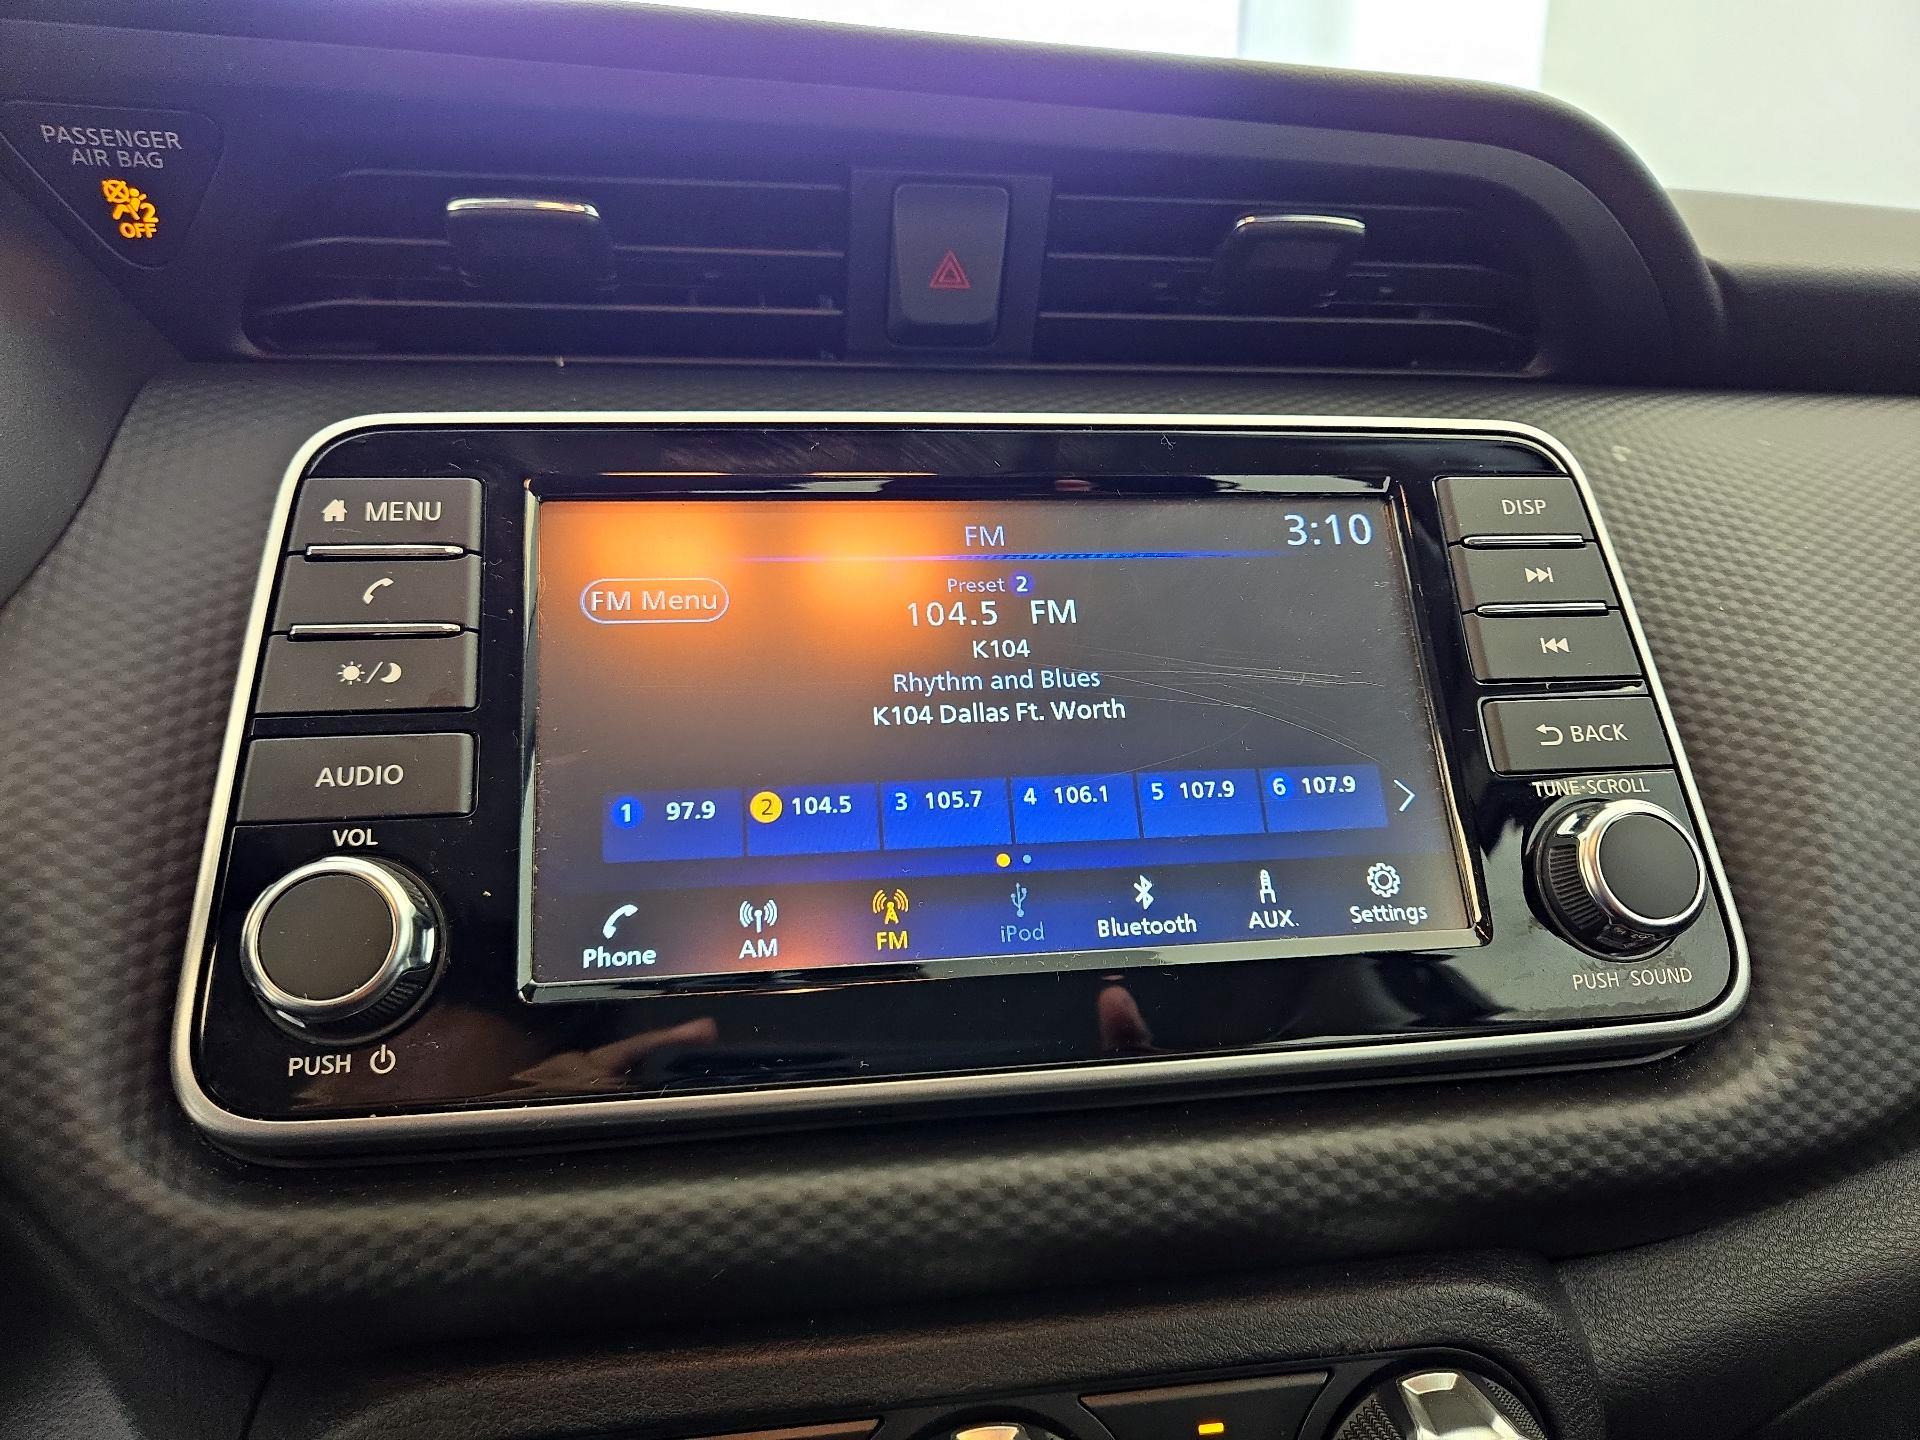 PASSENGER
AIR BAG
2
OFF
MENU
AUDIO
VOL
PUSH
FM
3:10
FM Menu
Preset 2
104.5 FM
K104
Rhythm and Blues
K104 Dallas Ft. Worth
1 97.9 2 104.5 3 105.7 4 106.1 5 107.9 6 107.9
Phone AM FM iPod Bluetooth AUX Settings
DISP
BACK
TUNE·SCROLL
PUSH SOUND